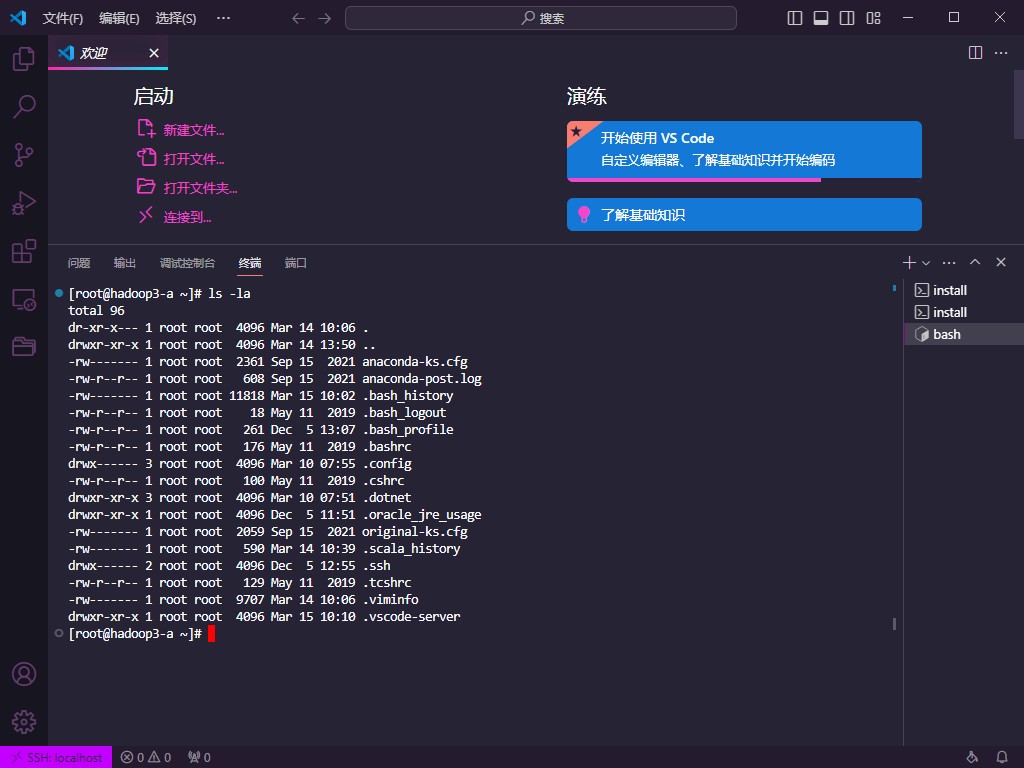 文件(F) 编辑(E) 选择(S) ··· 搜索
欢迎
启动
新建文件...
打开文件...
打开文件夹...
连接到...
演练
开始使用 VS Code
自定义编辑器、了解基础知识并开始编码
了解基础知识
问题 输出 调试控制台 终端 端口
[root@hadoop3-a ~]# ls -la
total 96
dr-xr-x--- 1 root root  4096 Mar 14 10:06 .
drwxr-xr-x 1 root root  4096 Mar 14 13:50 ..
-rw------- 1 root root  2361 Sep 15  2021 anaconda-ks.cfg
-rw-r--r-- 1 root root   608 Sep 15  2021 anaconda-post.log
-rw------- 1 root root 11818 Mar 15 10:02 .bash_history
-rw-r--r-- 1 root root    18 May 11  2019 .bash_logout
-rw-r--r-- 1 root root   261 Dec  5 13:07 .bash_profile
-rw-r--r-- 1 root root   176 May 11  2019 .bashrc
drwx------ 3 root root  4096 Mar 10 07:55 .config
-rw-r--r-- 1 root root   100 May 11  2019 .cshrc
drwxr-xr-x 3 root root  4096 Mar 10 07:51 .dotnet
drwxr-xr-x 1 root root  4096 Dec  5 11:51 .oracle_jre_usage
-rw------- 1 root root  2059 Sep 15  2021 original-ks.cfg
-rw------- 1 root root   590 Mar 14 10:39 .scala_history
drwx------ 2 root root  4096 Dec  5 12:55 .ssh
-rw-r--r-- 1 root root   129 May 11  2019 .tcshrc
-rw------- 1 root root  9707 Mar 14 10:06 .viminfo
drwxr-xr-x 1 root root  4096 Mar 15 10:10 .vscode-server
[root@hadoop3-a ~]#
install
install
bash
SSH: localhost 0 0 0